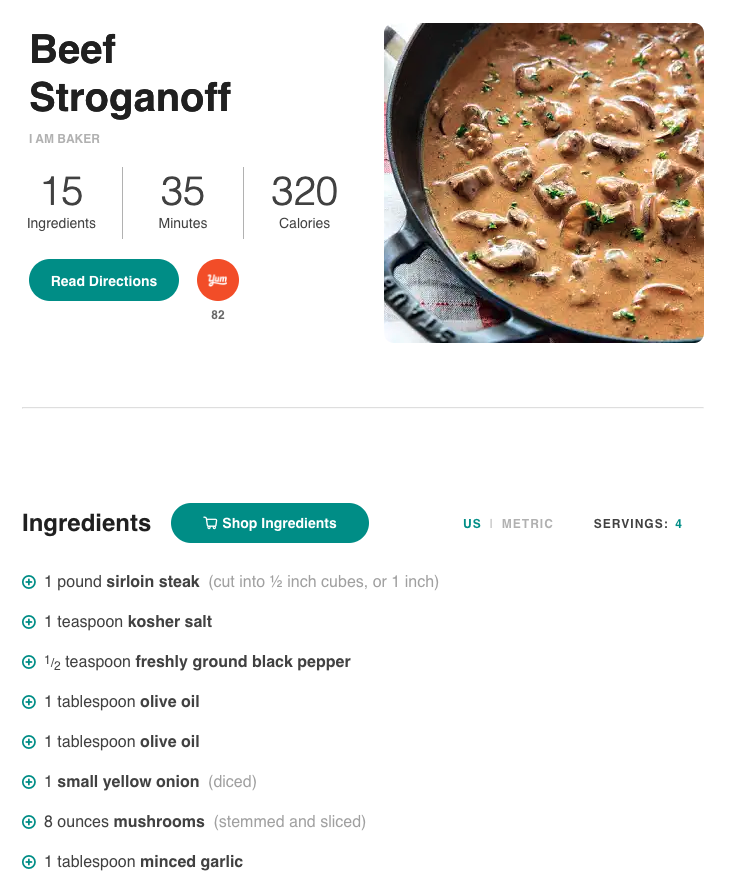 Beef
Stroganoff
I AM BAKER
15
Ingredients
35
Minutes
320
Calories
Read Directions
Yum
82
STAUB
Ingredients
Shop Ingredients
US | METRIC
SERVINGS: 4
1 pound sirloin steak (cut into ½ inch cubes, or 1 inch)
1 teaspoon kosher salt
1/2 teaspoon freshly ground black pepper
1 tablespoon olive oil
1 tablespoon olive oil
1 small yellow onion (diced)
8 ounces mushrooms (stemmed and sliced)
1 tablespoon minced garlic